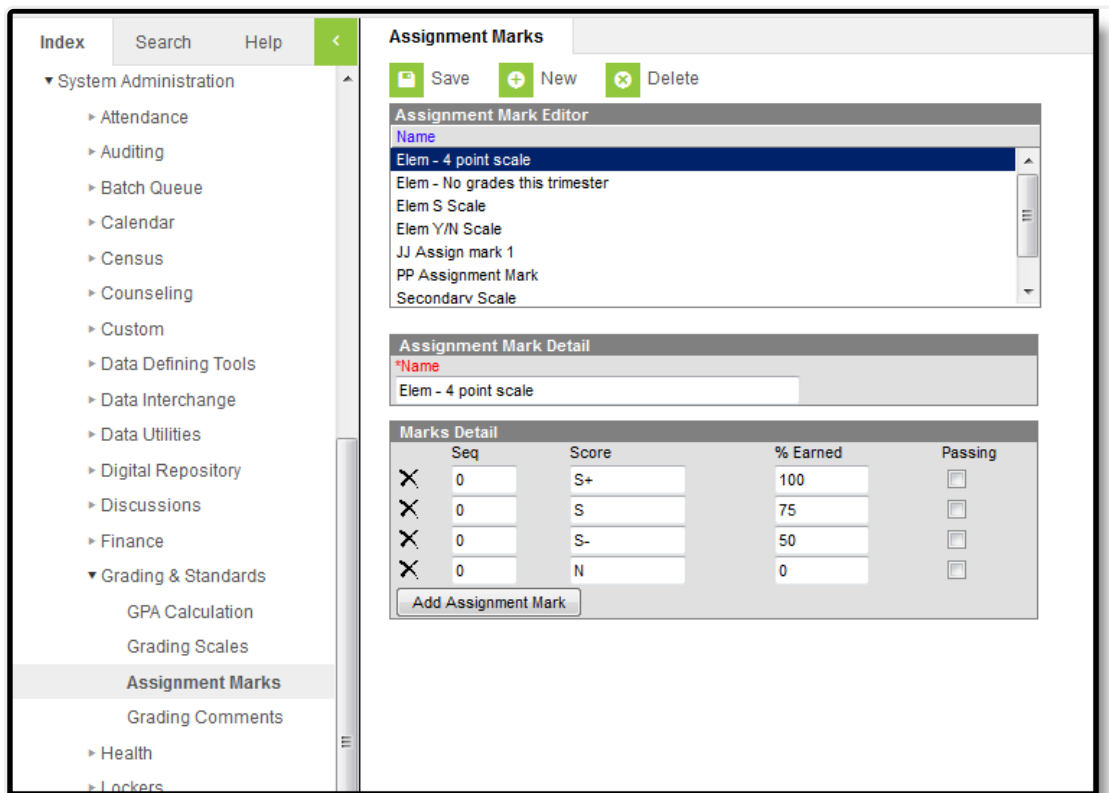 Index Search Help
System Administration
Attendance
Auditing
Batch Queue
Calendar
Census
Counseling
Custom
Data Defining Tools
Data Interchange
Data Utilities
Digital Repository
Discussions
Finance
Grading & Standards
GPA Calculation
Grading Scales
Assignment Marks
Grading Comments
Health
Lockers
Assignment Marks
Save New Delete
Assignment Mark Editor
Name
Elem - 4 point scale
Elem - No grades this trimester
Elem S Scale
Elem Y/N Scale
JJ Assign mark 1
PP Assignment Mark
Secondary Scale
Assignment Mark Detail
*Name
Elem - 4 point scale
Marks Detail
Seq Score % Earned Passing
0 S+ 100
0 S 75
0 S- 50
0 N 0
Add Assignment Mark